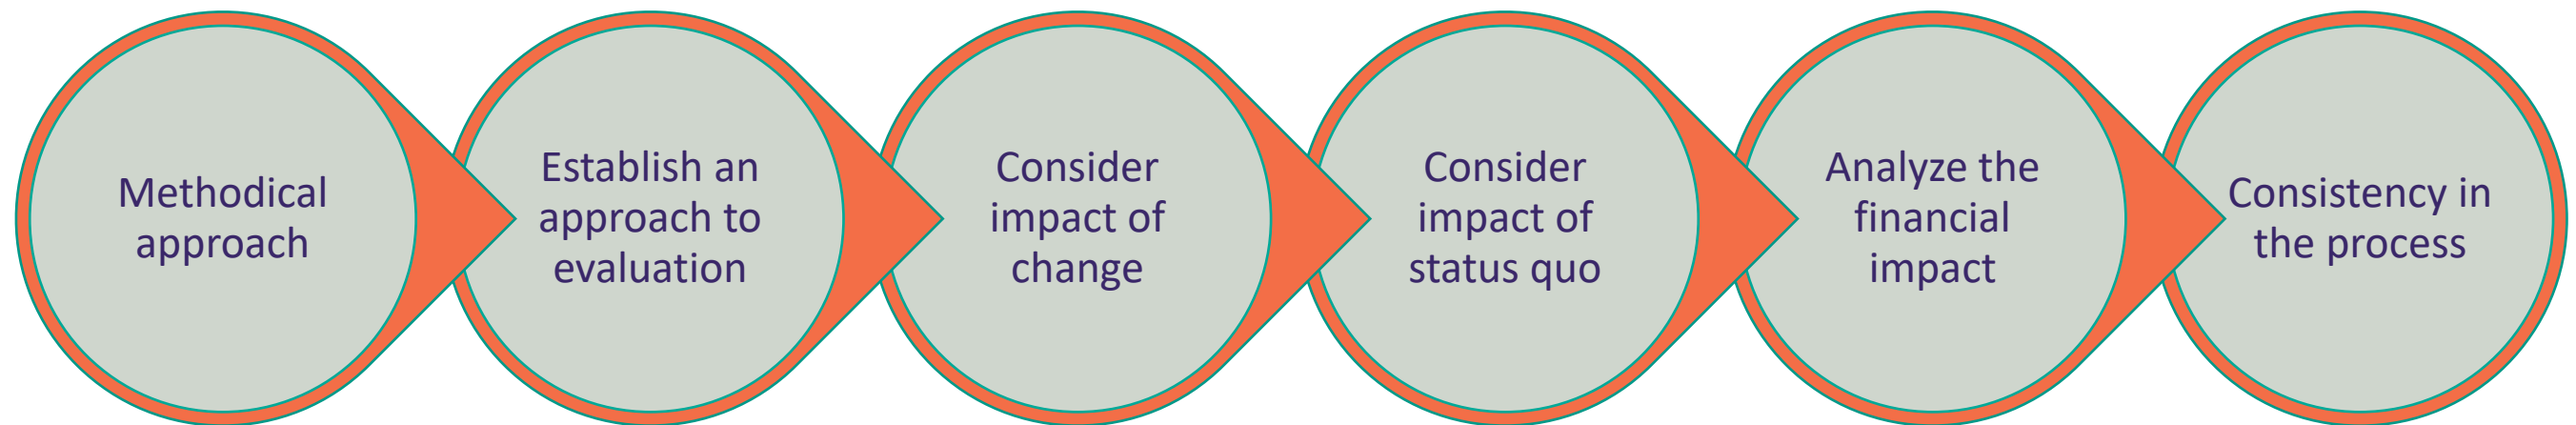 Methodical
approach
Establish an
approach to
evaluation
Consider
impact of
change
Consider
impact of
status quo
Analyze the
financial
impact
Consistency in
the process